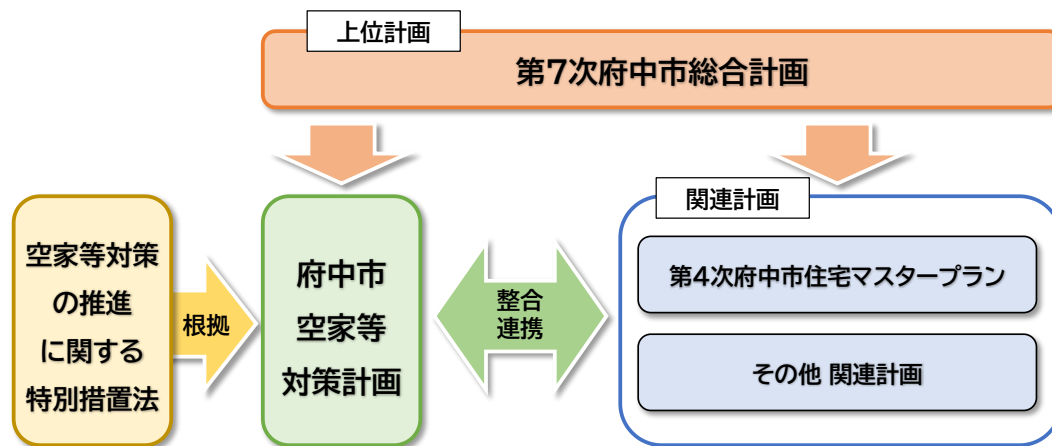 上位計画
第7次府中市総合計画
空家等対策
の推進
に関する
特別措置法
根拠
府中市
空家等
対策計画
整合
連携
関連計画
第4次府中市住宅マスタープラン
その他 関連計画